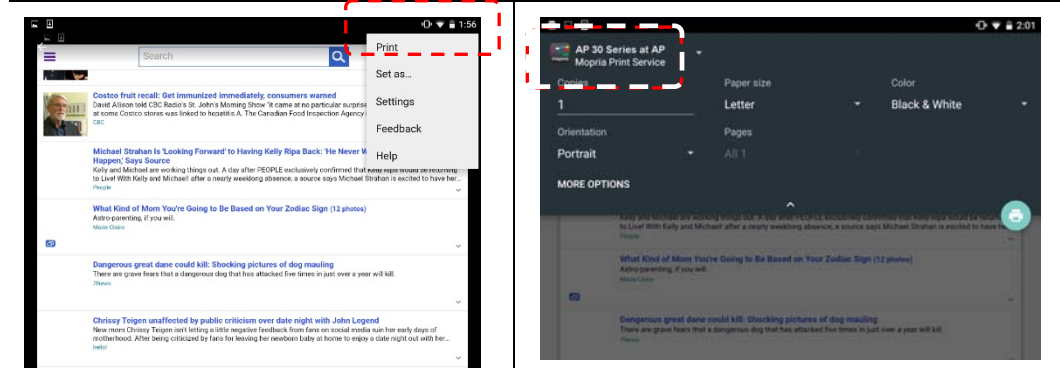 1:56
Search
Print
Set as...
Settings
Feedback
Help
Costco fruit recall: Get immunized immediately, consumers warned
David Allison told CBC Radio's St. John's Morning Show "it came at no particular surprise
at some Costco stores was linked to hepatitis A. The Canadian Food Inspection Agency
CBC
Michael Strahan Is 'Looking Forward' to Having Kelly Ripa Back: 'He Never W
Happen,' Says Source
Kelly and Michael are working things out. A day after PEOPLE exclusively confirmed that Kelly Ripa would be returning
to Live! With Kelly and Michael! after a nearly weeklong absence, a source says Michael Strahan is excited to have her...
People
What Kind of Mom You're Going to Be Based on Your Zodiac Sign (12 photos)
Astro-parenting, if you will.
Marie Claire
Dangerous great dane could kill: Shocking pictures of dog mauling
There are grave fears that a dangerous dog that has attacked five times in just over a year will kill.
7News
Chrissy Teigen unaffected by public criticism over date night with John Legend
New mom Chrissy Teigen isn't letting a little negative feedback from fans on social media ruin her early days of
motherhood. After being criticized by fans for leaving her newborn baby at home to enjoy a date night out with her...
hello!
2:01
AP 30 Series at AP
Mopria Print Service
Copies
Paper size
Color
1
Letter
Black & White
Orientation
Pages
Portrait
All 1
MORE OPTIONS
Kelly and Michael are working things out. A day after PEOPLE exclusively confirmed that Kelly Ripa would be
to Live! With Kelly and Michael! after a nearly weeklong absence, a source says Michael Strahan is excited to have
People
What Kind of Mom You're Going to Be Based on Your Zodiac Sign (12 photos)
Astro-parenting, if you will.
Marie Claire
Dangerous great dane could kill: Shocking pictures of dog mauling
There are grave fears that a dangerous dog that has attacked five times in just over a year will kill.
7News